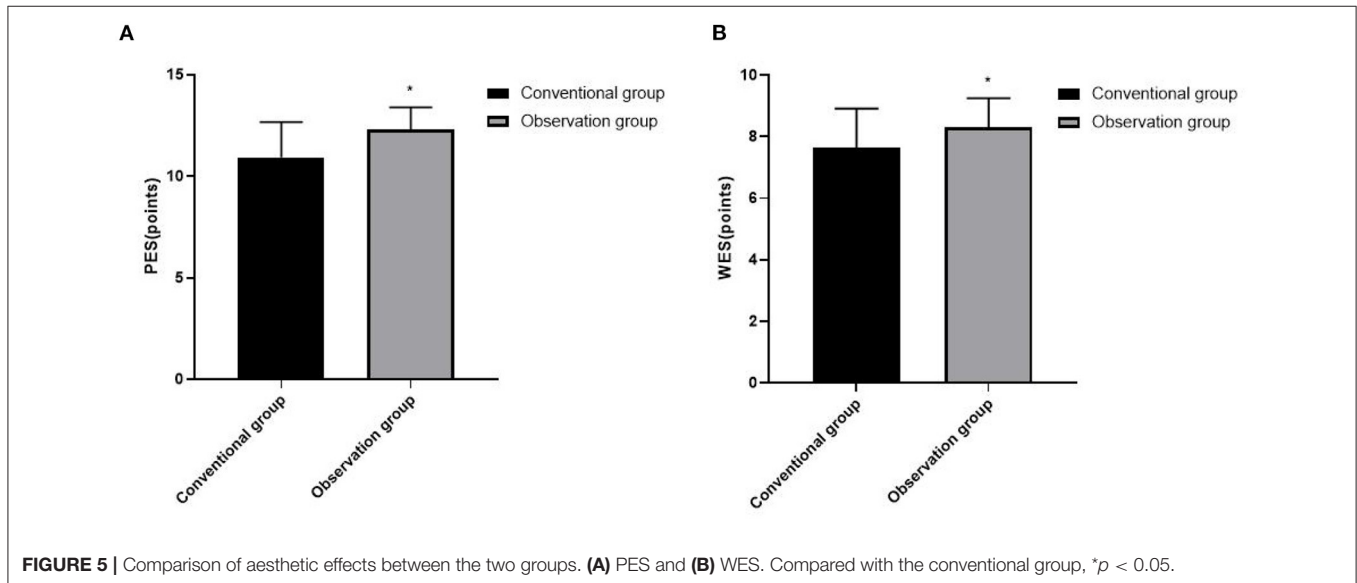 A
15
10
5
0
PES(points)
*
Conventional group
Observation group
Conventional group
Observation group
B
10
8
6
4
2
0
WES(points)
*
Conventional group
Observation group
Conventional group
Observation group
FIGURE 5 | Comparison of aesthetic effects between the two groups. (A) PES and (B) WES. Compared with the conventional group, *p < 0.05.